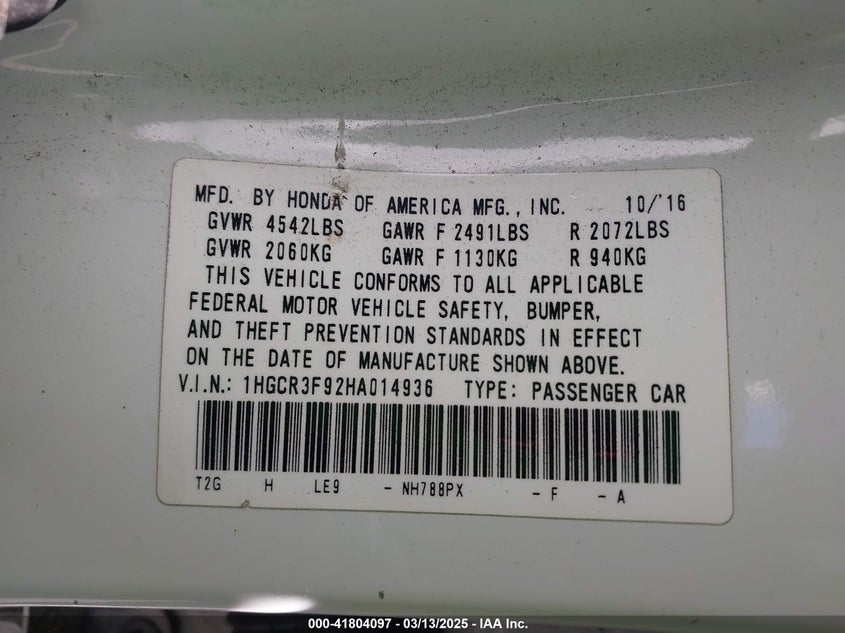 MFD. BY HONDA OF AMERICA MFG., INC. 10/'16
GVWR 4542LBS GAWR F 2491LBS R 2072LBS
GVWR 2060KG GAWR F 1130KG R 940KG
THIS VEHICLE CONFORMS TO ALL APPLICABLE
FEDERAL MOTOR VEHICLE SAFETY, BUMPER,
AND THEFT PREVENTION STANDARDS IN EFFECT
ON THE DATE OF MANUFACTURE SHOWN ABOVE.
V.I.N.: 1HGCR3F92HA014936 TYPE: PASSENGER CAR
T2G H LE9 - NH788PX - F - A
000-41804097 - 03/13/2025 - IAA Inc.